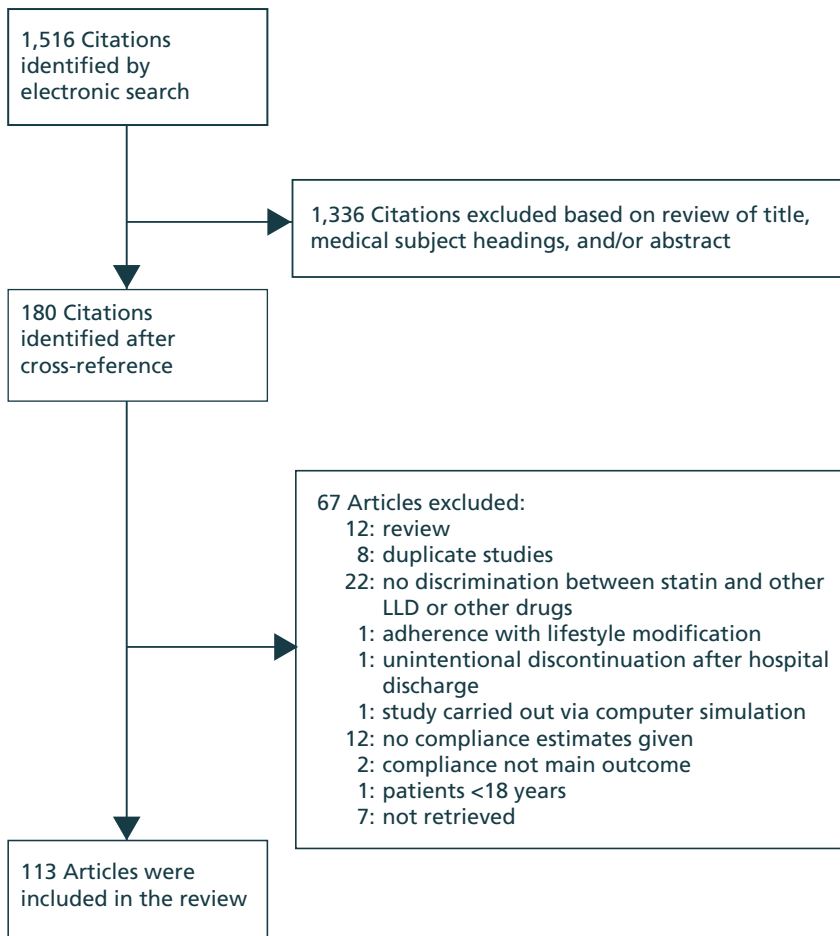 1,516 Citations
identified by
electronic search
1,336 Citations excluded based on review of title,
medical subject headings, and/or abstract
180 Citations
identified after
cross-reference
67 Articles excluded:
12: review
8: duplicate studies
22: no discrimination between statin and other
LLD or other drugs
1: adherence with lifestyle modification
1: unintentional discontinuation after hospital
discharge
1: study carried out via computer simulation
12: no compliance estimates given
2: compliance not main outcome
1: patients <18 years
7: not retrieved
113 Articles were
included in the review